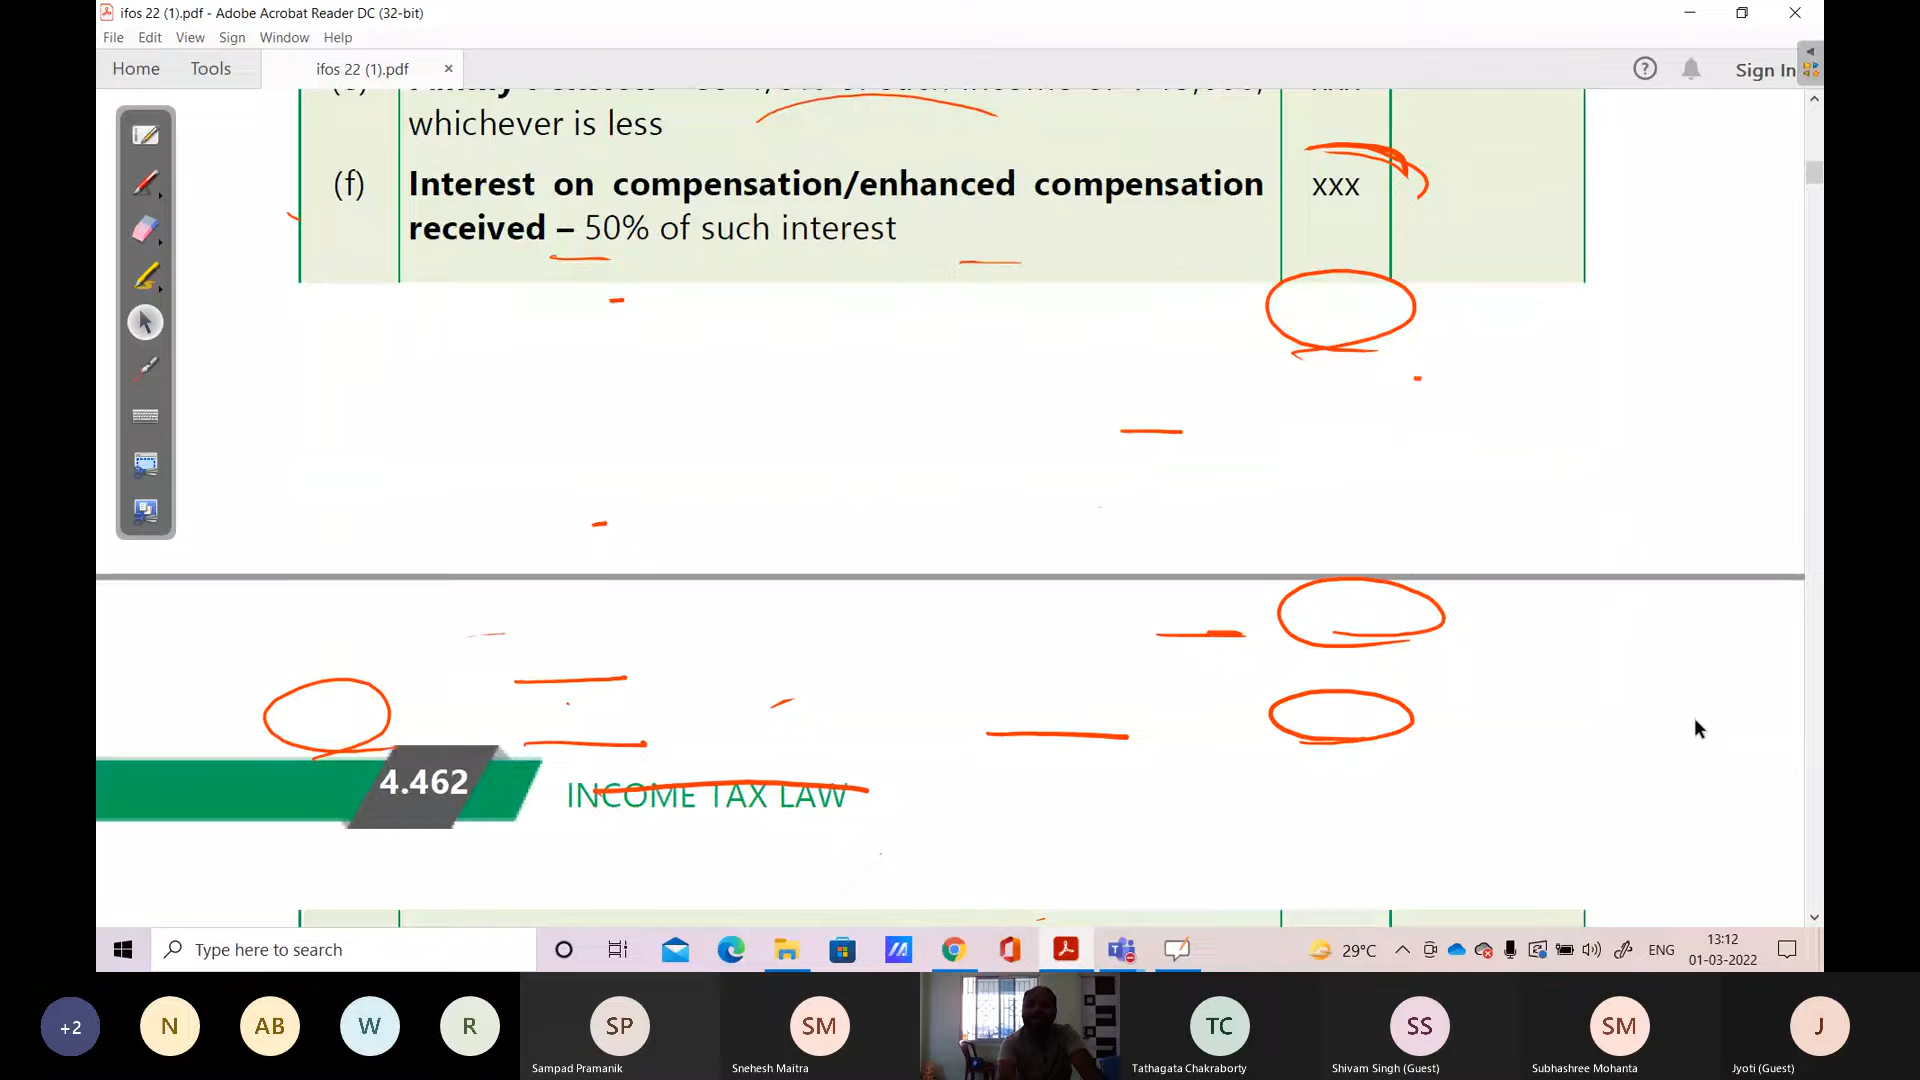 ifos 22 (1).pdf - Adobe Acrobat Reader DC (32-bit)
File Edit View Sign Window Help
Home Tools ifos 22 (1).pdf × Sign In
whichever is less
(f) Interest on compensation/enhanced compensation xxx
received – 50% of such interest
4.462 INCOME TAX LAW
Type here to search
29°C
ENG
13:12
01-03-2022
+2 N AB W R SP SM TC SS SM J
Sampad Pramanik Snehesh Maitra Tathagata Chakraborty Shivam Singh (Guest) Subhashree Mohanta Jyoti (Guest)